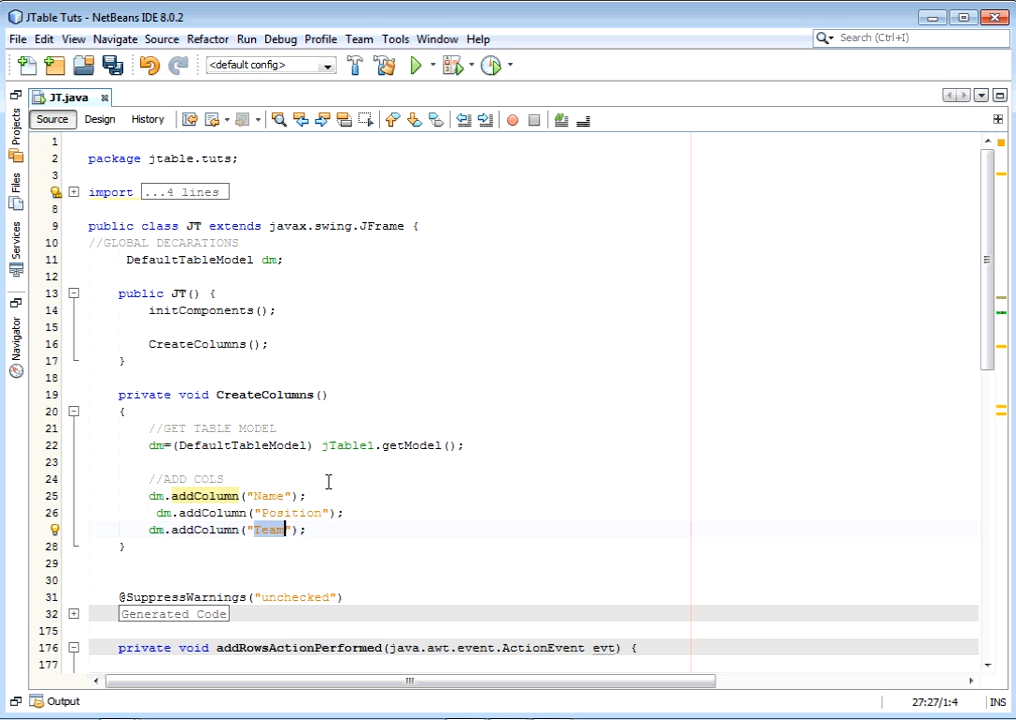 JTable Tuts - NetBeans IDE 8.0.2
File Edit View Navigate Source Refactor Run Debug Profile Team Tools Window Help
Search (Ctrl+I)
<default config>
JT.java
Source Design History
Projects
Files
Services
Navigator
1
2 package jtable.tuts;
3
4 import ...4 lines
8
9 public class JT extends javax.swing.JFrame {
10 //GLOBAL DECARATIONS
11 DefaultTableModel dm;
12
13 public JT() {
14 initComponents();
15
16 CreateColumns();
17 }
18
19 private void CreateColumns()
20 {
21 //GET TABLE MODEL
22 dm=(DefaultTableModel) jTable1.getModel();
23
24 //ADD COLS
25 dm.addColumn("Name");
26 dm.addColumn("Position");
dm.addColumn("Team");
28 }
29
30
31 @SuppressWarnings("unchecked")
32 Generated Code
175
176 private void addRowsActionPerformed(java.awt.event.ActionEvent evt) {
177
Output
27:27/1:4 INS